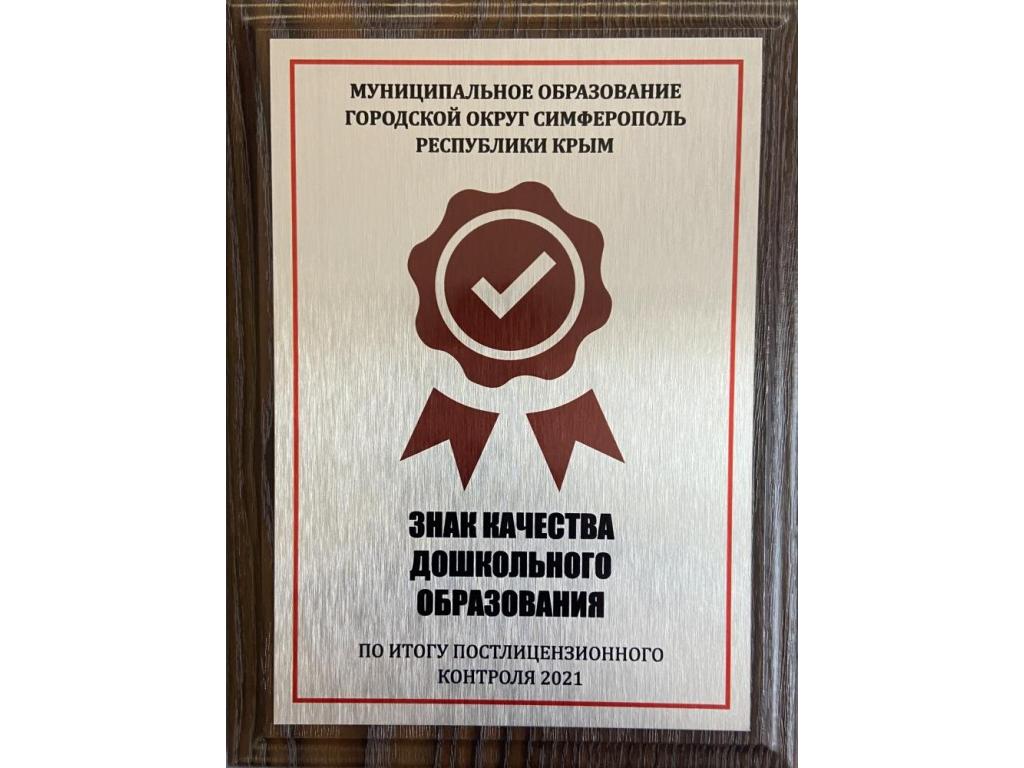 МУНИЦИПАЛЬНОЕ ОБРАЗОВАНИЕ
ГОРОДСКОЙ ОКРУГ СИМФЕРОПОЛЬ
РЕСПУБЛИКИ КРЫМ
ЗНАК КАЧЕСТВА
ДОШКОЛЬНОГО
ОБРАЗОВАНИЯ
ПО ИТОГУ ПОСТЛИЦЕНЗИОННОГО
КОНТРОЛЯ 2021